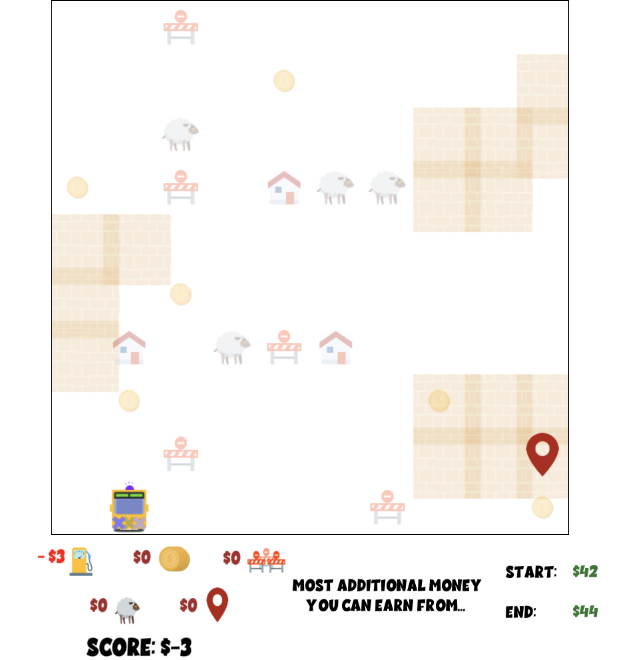 - $3
$0
$0
$0
$0
SCORE: $-3
MOST ADDITIONAL MONEY
YOU CAN EARN FROM...
START: $42
END: $44